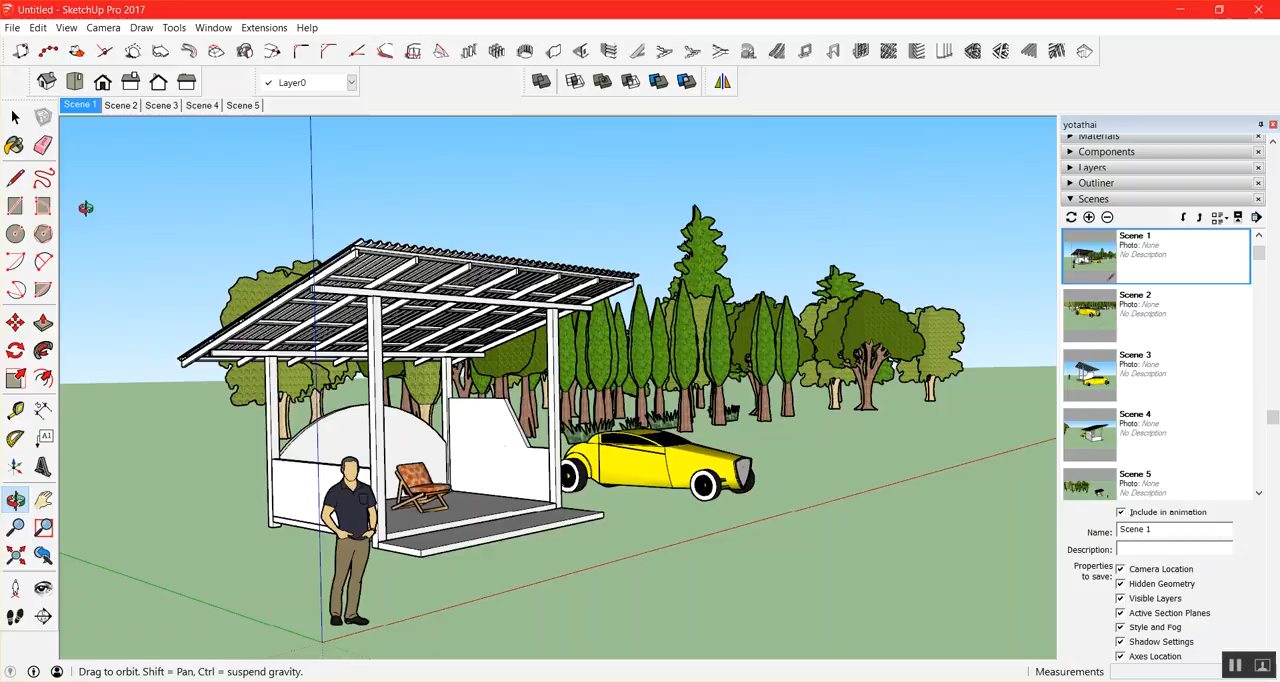 Untitled - SketchUp Pro 2017
File Edit View Camera Draw Tools Window Extensions Help
Layer0
Scene 1 Scene 2 Scene 3 Scene 4 Scene 5
yotathai
Materials
Components
Layers
Outliner
Scenes
Scene 1
Photo: None
No Description
Scene 2
Photo: None
No Description
Scene 3
Photo: None
No Description
Scene 4
Photo: None
No Description
Scene 5
Photo: None
No Description
Include in animation
Name: Scene 1
Description:
Properties to save:
Camera Location
Hidden Geometry
Visible Layers
Active Section Planes
Style and Fog
Shadow Settings
Axes Location
A1
Drag to orbit. Shift = Pan, Ctrl = suspend gravity.
Measurements